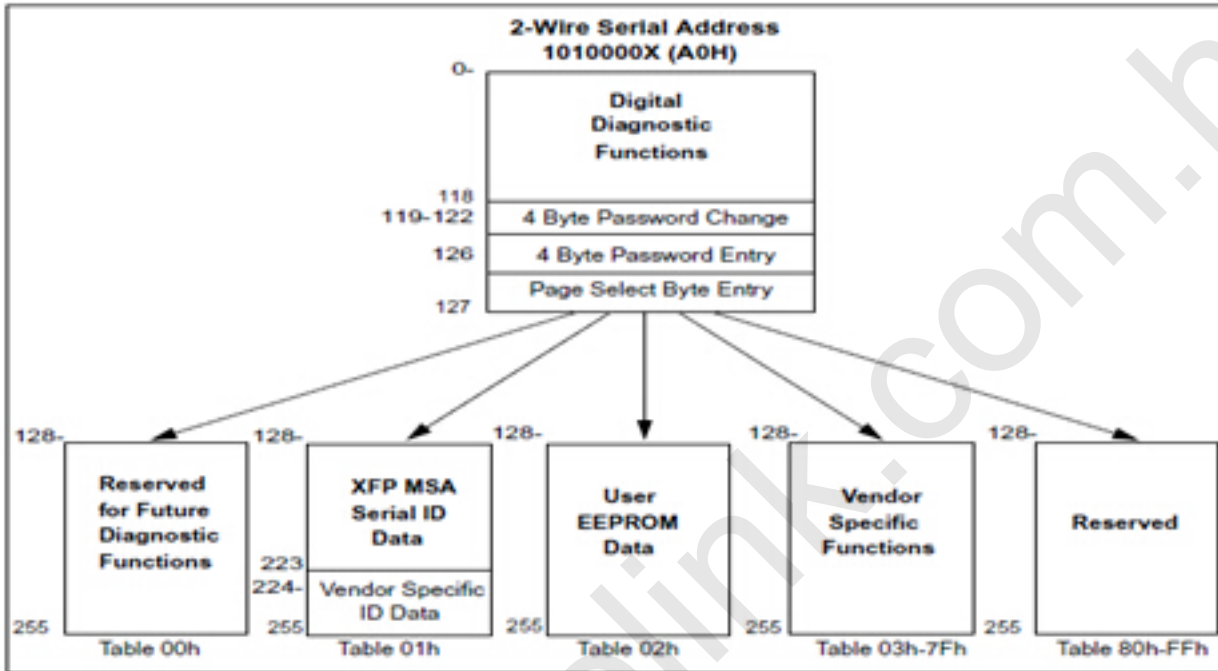 2-Wire Serial Address
1010000X (A0H)
0-
Digital
Diagnostic
Functions
118
119-122
4 Byte Password Change
126
4 Byte Password Entry
Page Select Byte Entry
127
128-
Reserved
for Future
Diagnostic
Functions
255
Table 00h
128-
XFP MSA
Serial ID
Data
223
224-
Vendor Specific
ID Data
255
Table 01h
128-
User
EEPROM
Data
255
Table 02h
128-
Vendor
Specific
Functions
255
Table 03h-7Fh
128-
Reserved
255
Table 80h-FFh
link.com.h